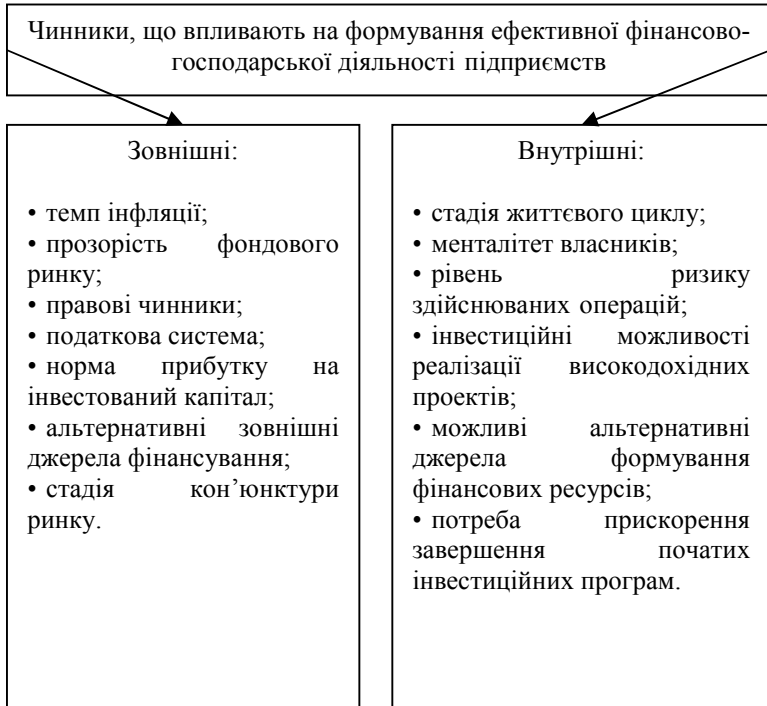 Чинники, що впливають на формування ефективної фінансово-
господарської діяльності підприємств
Зовнішні:
• темп інфляції;
• прозорість фондового
ринку;
• правові чинники;
• податкова система;
• норма прибутку на
інвестований капітал;
• альтернативні зовнішні
джерела фінансування;
• стадія кон’юнктури
ринку.
Внутрішні:
• стадія життєвого циклу;
• менталітет власників;
• рівень ризику
здійснюваних операцій;
• інвестиційні можливості
реалізації високодохідних
проектів;
• можливі альтернативні
джерела формування
фінансових ресурсів;
• потреба прискорення
завершення початих
інвестиційних програм.